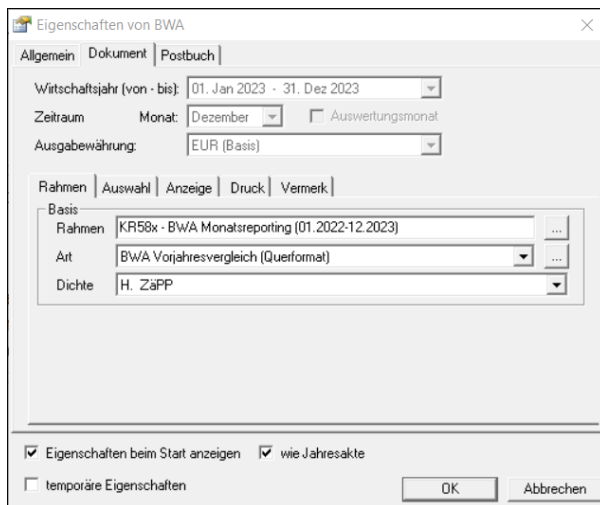 Eigenschaften von BWA
Allgemein Dokument Postbuch
Wirtschaftsjahr (von - bis): 01. Jan 2023 - 31. Dez 2023
Zeitraum Monat: Dezember Auswertungsmonat
Ausgabewährung: EUR (Basis)
Rahmen Auswahl Anzeige Druck Vermerk
Basis
Rahmen KR58x - BWA Monatsreporting (01.2022-12.2023) ...
Art BWA Vorjahresvergleich (Querformat) ...
Dichte H. ZäPP
Eigenschaften beim Start anzeigen wie Jahresakte
temporäre Eigenschaften OK Abbrechen